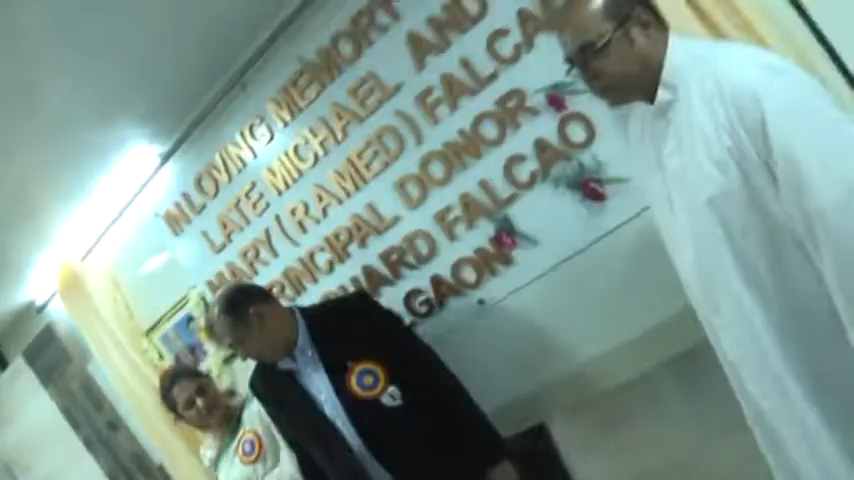 IN LOVING MEMORY
LATE MICHAEL AND
MARY (RAMED) FALCAO
PRINCIPAL DONOR
FALCAO FALCAO
GAON